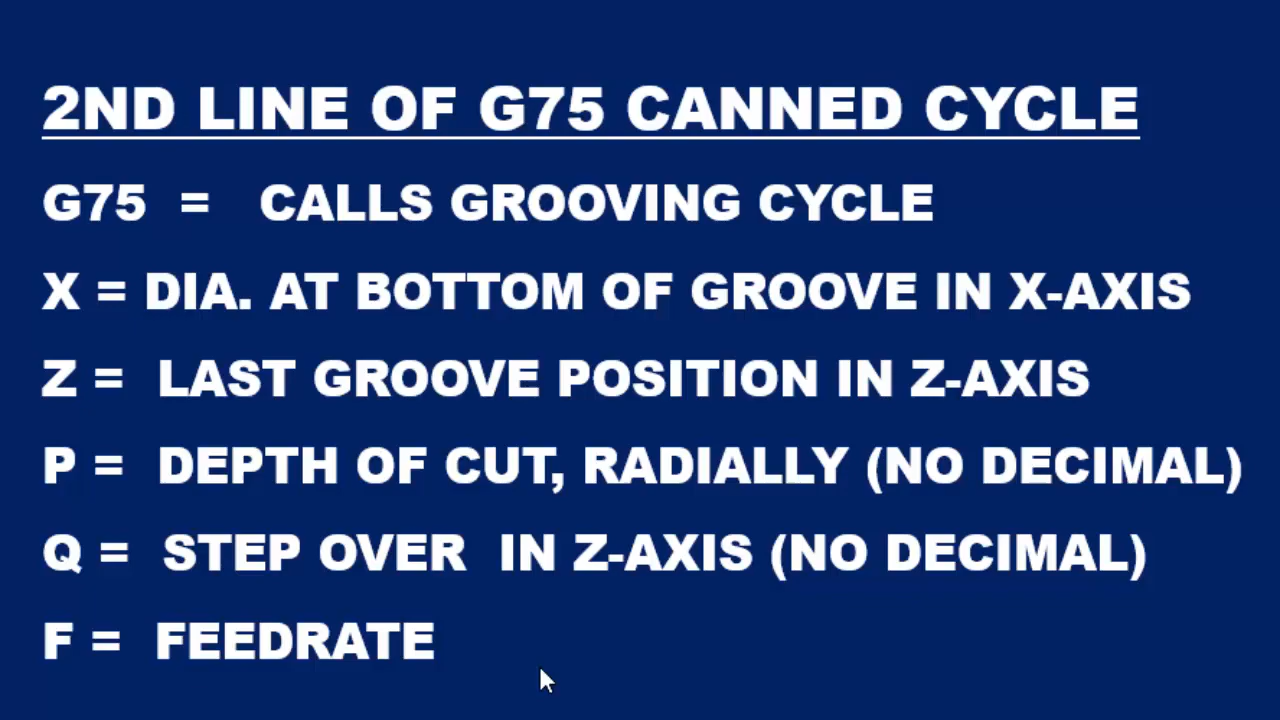 2ND LINE OF G75 CANNED CYCLE
G75 = CALLS GROOVING CYCLE
X = DIA. AT BOTTOM OF GROOVE IN X-AXIS
Z = LAST GROOVE POSITION IN Z-AXIS
P = DEPTH OF CUT, RADIALLY (NO DECIMAL)
Q = STEP OVER IN Z-AXIS (NO DECIMAL)
F = FEEDRATE